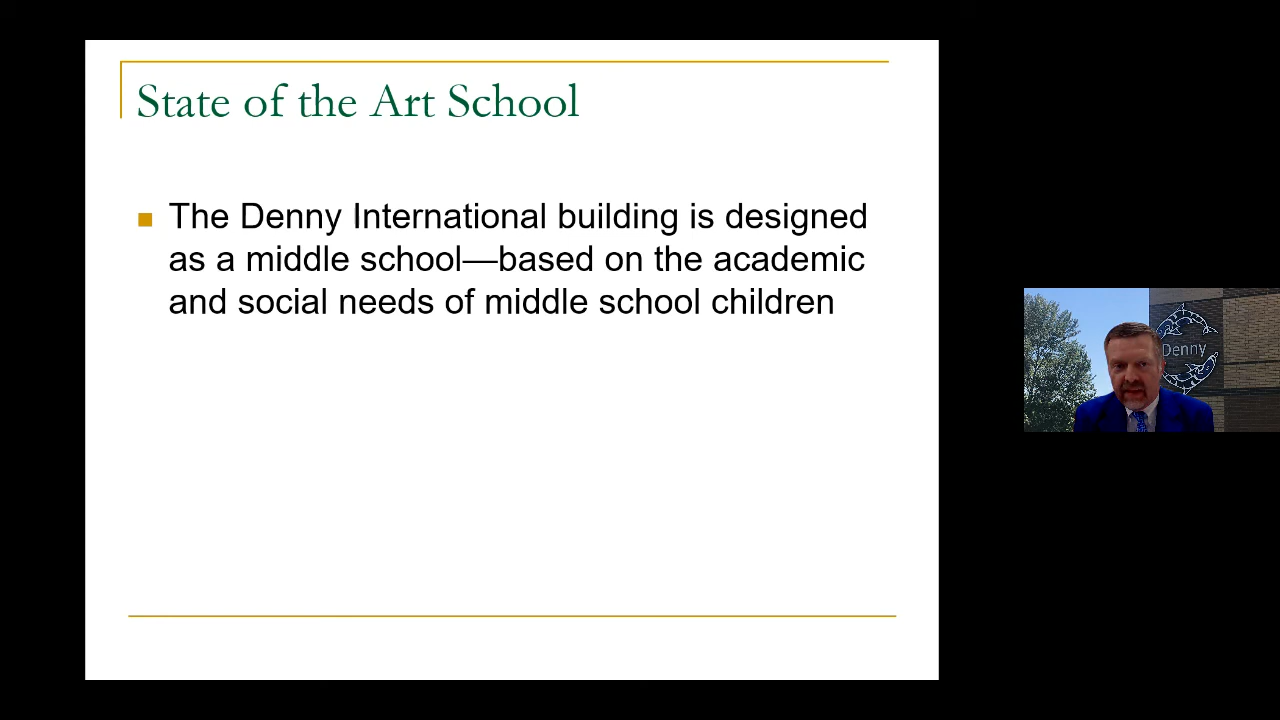 State of the Art School
The Denny International building is designed
as a middle school—based on the academic
and social needs of middle school children
Denny